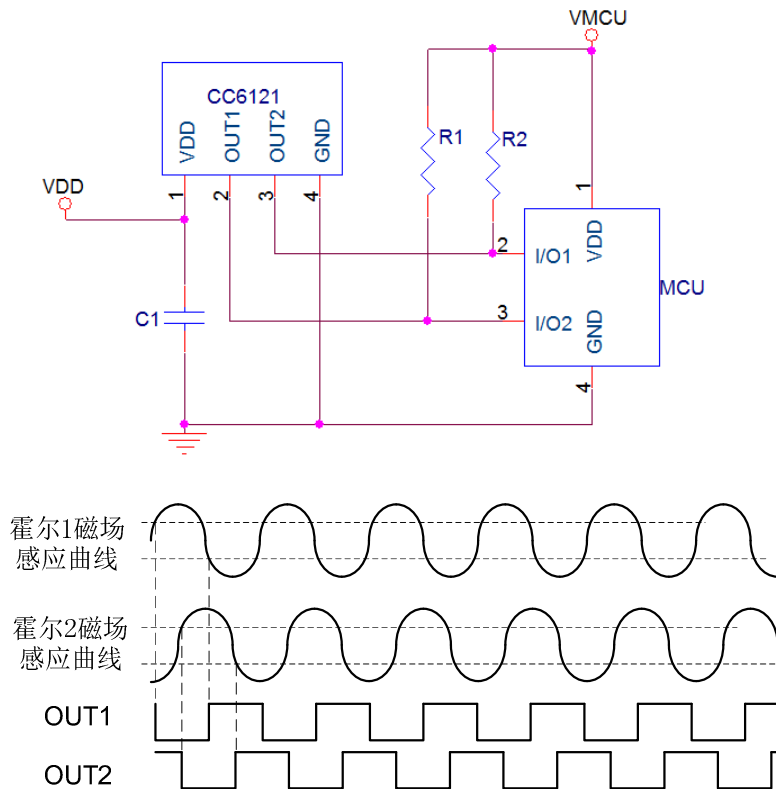 VMCU
CC6121
VDD
OUT1
OUT2
GND
1
2
3
4
VDD
C1
R1
R2
1
VDD
2
I/O1
MCU
3
I/O2
GND
4
霍尔1磁场
感应曲线
霍尔2磁场
感应曲线
OUT1
OUT2